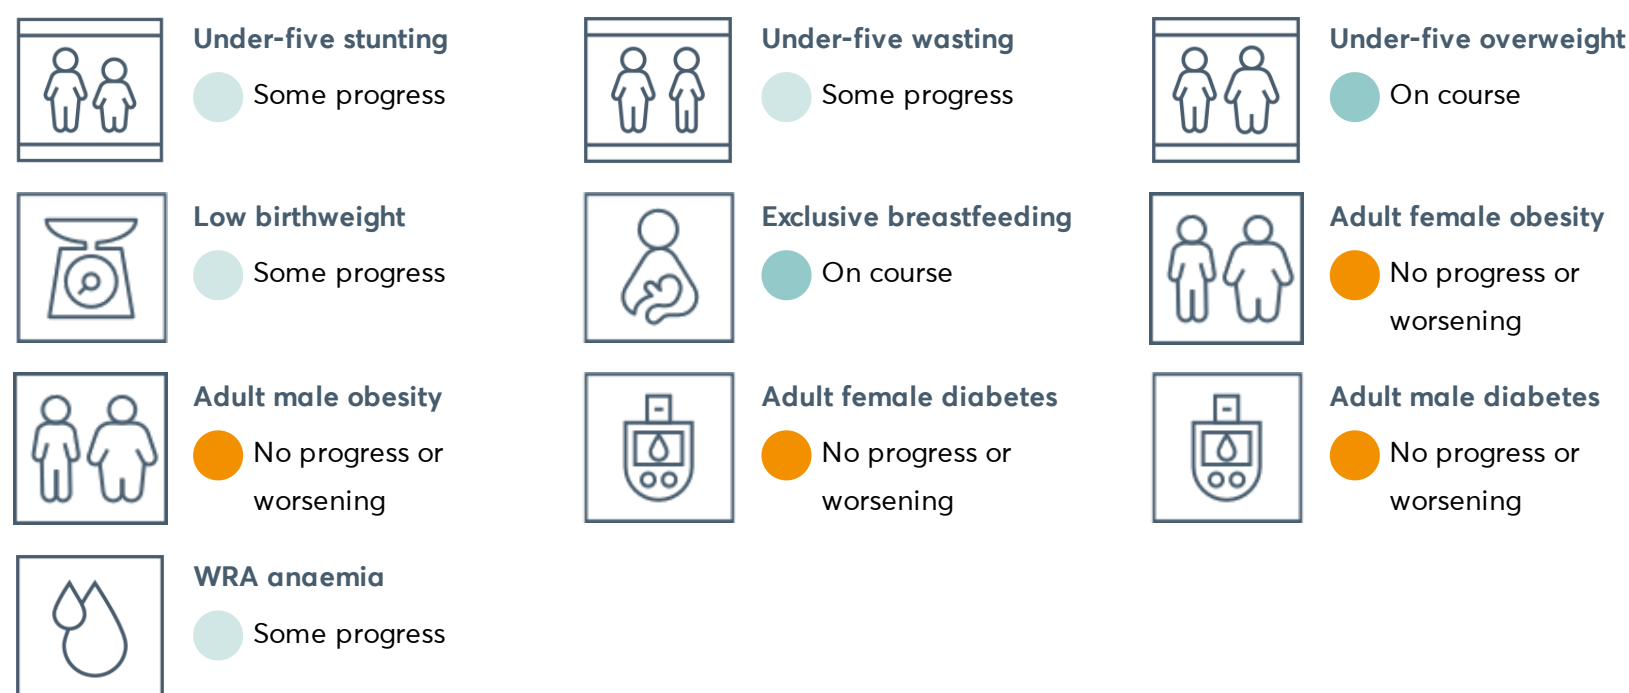 Under-five stunting
Some progress
Under-five wasting
Some progress
Under-five overweight
On course
Low birthweight
Some progress
Exclusive breastfeeding
On course
Adult female obesity
No progress or
worsening
Adult male obesity
No progress or
worsening
Adult female diabetes
No progress or
worsening
Adult male diabetes
No progress or
worsening
WRA anaemia
Some progress